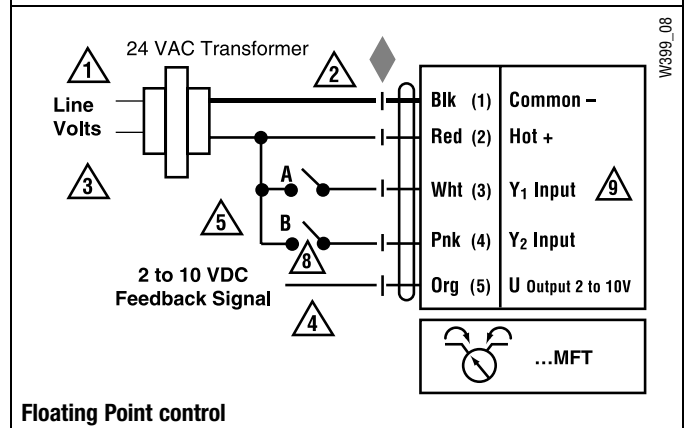 W399_08
24 VAC Transformer
1
2
Line
Volts
3
Blk (1) Common –
Red (2) Hot +
A
Wht (3) Y1 Input 9
5
B
8
Pnk (4) Y2 Input
2 to 10 VDC
Feedback Signal
4
Org (5) U Output 2 to 10V
...MFT
Floating Point control